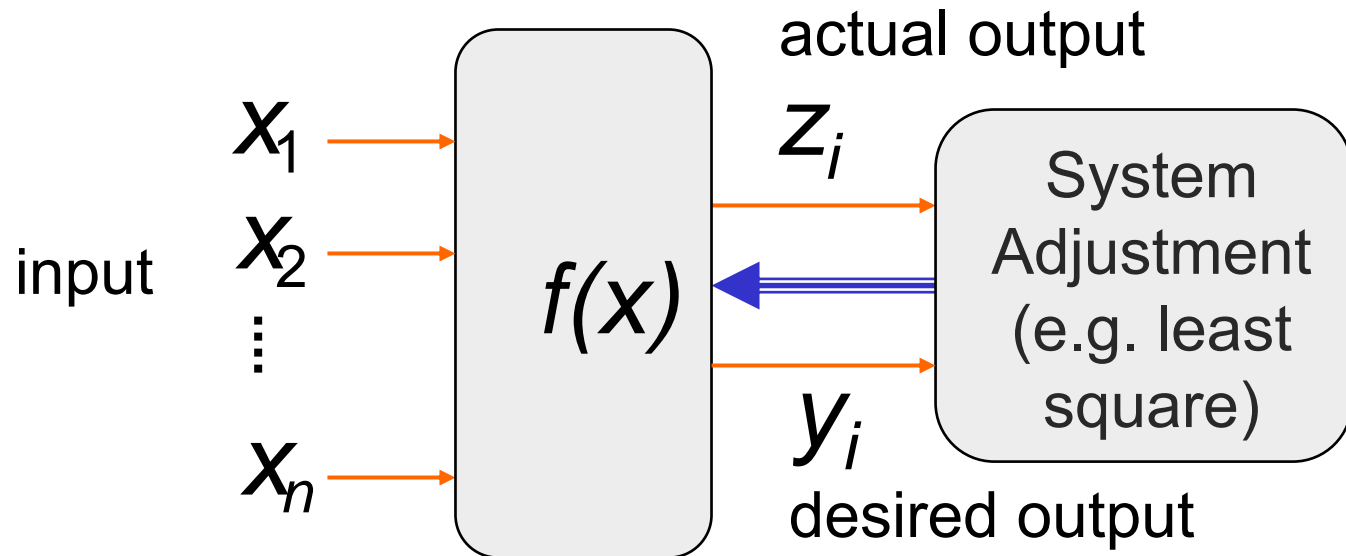 actual output
x1
zi
System
Adjustment
(e.g. least
square)
input
x2
f(x)
xn
yi
desired output